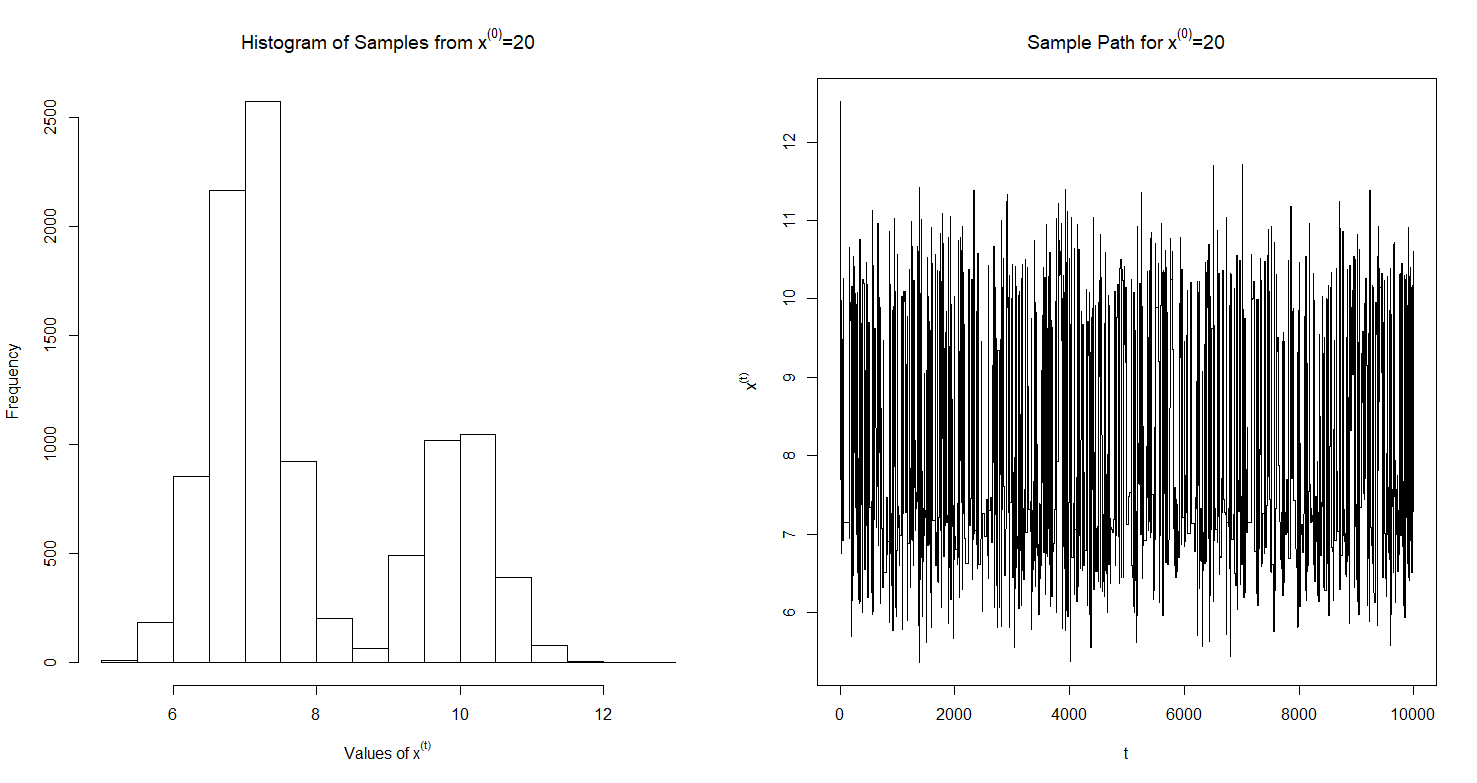 Histogram of Samples from x⁽⁰⁾=20
Frequency
0
500
1000
1500
2000
2500
6 8 10 12
Values of x⁽ᵗ⁾
Sample Path for x⁽⁰⁾=20
x⁽ᵗ⁾
6
7
8
9
10
11
12
0 2000 4000 6000 8000 10000
t